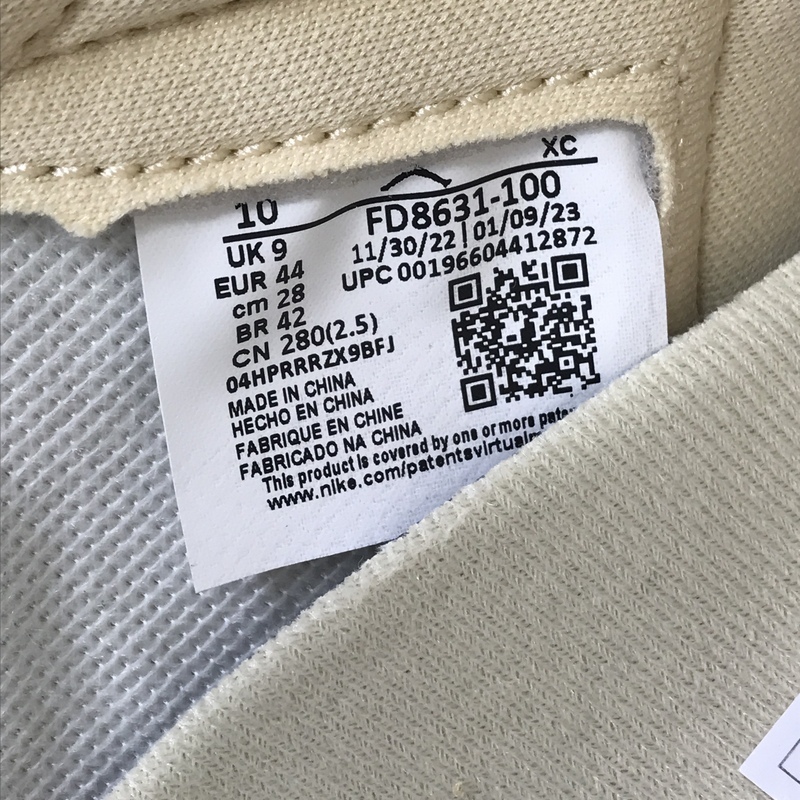 XC
10
FD8631-100
UK 9
11/30/22 | 01/09/23
EUR 44
UPC 00196604412872
cm 28
BR 42
CN 280(2.5)
04HPRRRZX9BFJ
MADE IN CHINA
HECHO EN CHINA
FABRIQUE EN CHINE
FABRICADO NA CHINA
This product is covered by one or more
www.nike.com/patentsvirtual